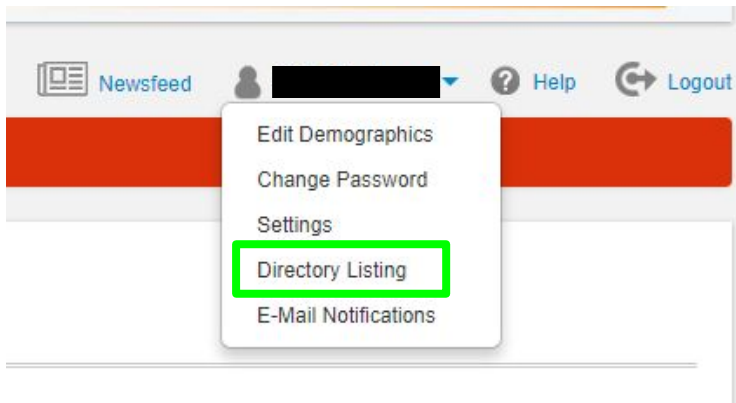 Newsfeed Help Logout
Edit Demographics
Change Password
Settings
Directory Listing
E-Mail Notifications